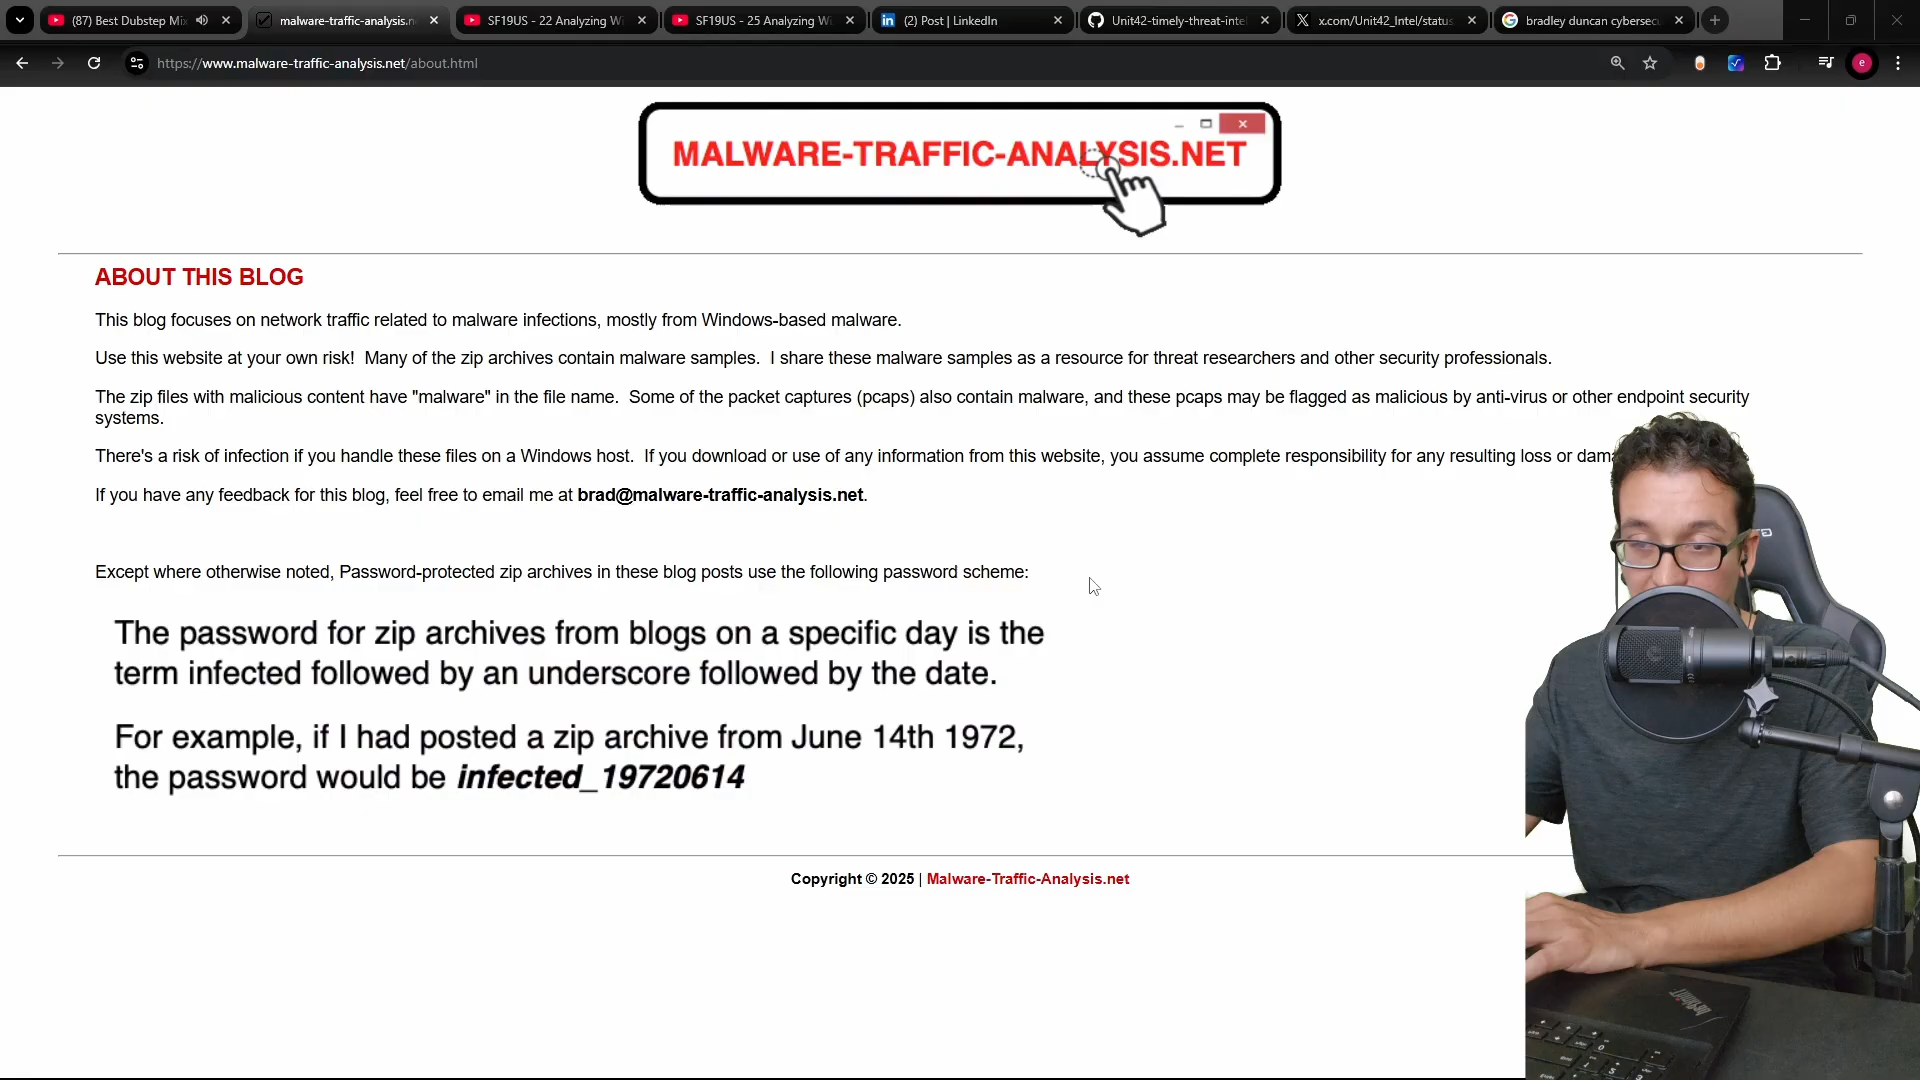 (87) Best Dubstep Mix
malware-traffic-analysis.n
SF19US - 22 Analyzing Wi
SF19US - 25 Analyzing Wi
(2) Post | LinkedIn
Unit42-timely-threat-intel
x.com/Unit42_Intel/status
bradley duncan cybersecu
https://www.malware-traffic-analysis.net/about.html
e
MALWARE-TRAFFIC-ANALYSIS.NET
ABOUT THIS BLOG
This blog focuses on network traffic related to malware infections, mostly from Windows-based malware.
Use this website at your own risk! Many of the zip archives contain malware samples. I share these malware samples as a resource for threat researchers and other security professionals.
The zip files with malicious content have "malware" in the file name. Some of the packet captures (pcaps) also contain malware, and these pcaps may be flagged as malicious by anti-virus or other endpoint security
systems.
There's a risk of infection if you handle these files on a Windows host. If you download or use of any information from this website, you assume complete responsibility for any resulting loss or dama
If you have any feedback for this blog, feel free to email me at brad@malware-traffic-analysis.net.
Except where otherwise noted, Password-protected zip archives in these blog posts use the following password scheme:
The password for zip archives from blogs on a specific day is the
term infected followed by an underscore followed by the date.
For example, if I had posted a zip archive from June 14th 1972,
the password would be infected_19720614
Copyright © 2025 | Malware-Traffic-Analysis.net
ThinkPad